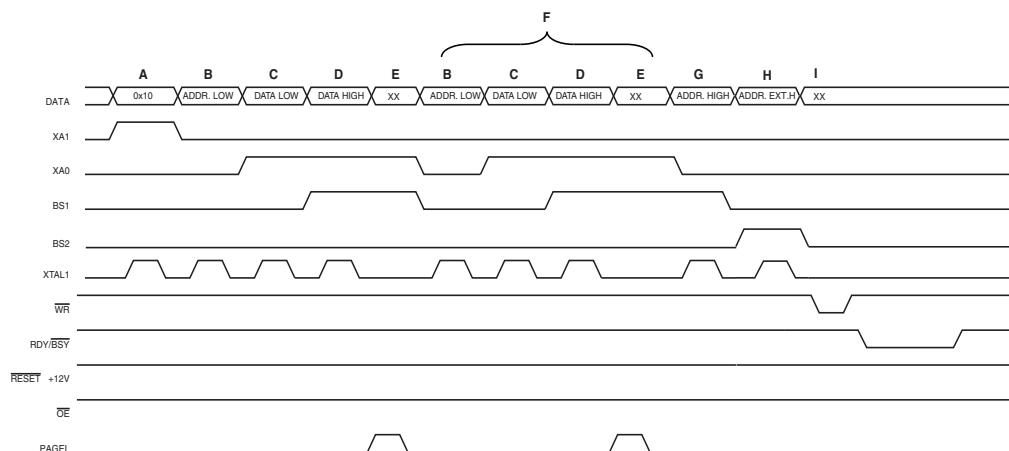 F
A B C D E B C D E G H I
DATA 0x10 ADDR. LOW DATA LOW DATA HIGH XX ADDR. LOW DATA LOW DATA HIGH XX ADDR. HIGH ADDR. EXT.H XX
XA1
XA0
BS1
BS2
XTAL1
WR
RDY/BSY
RESET +12V
OE
PAGEL